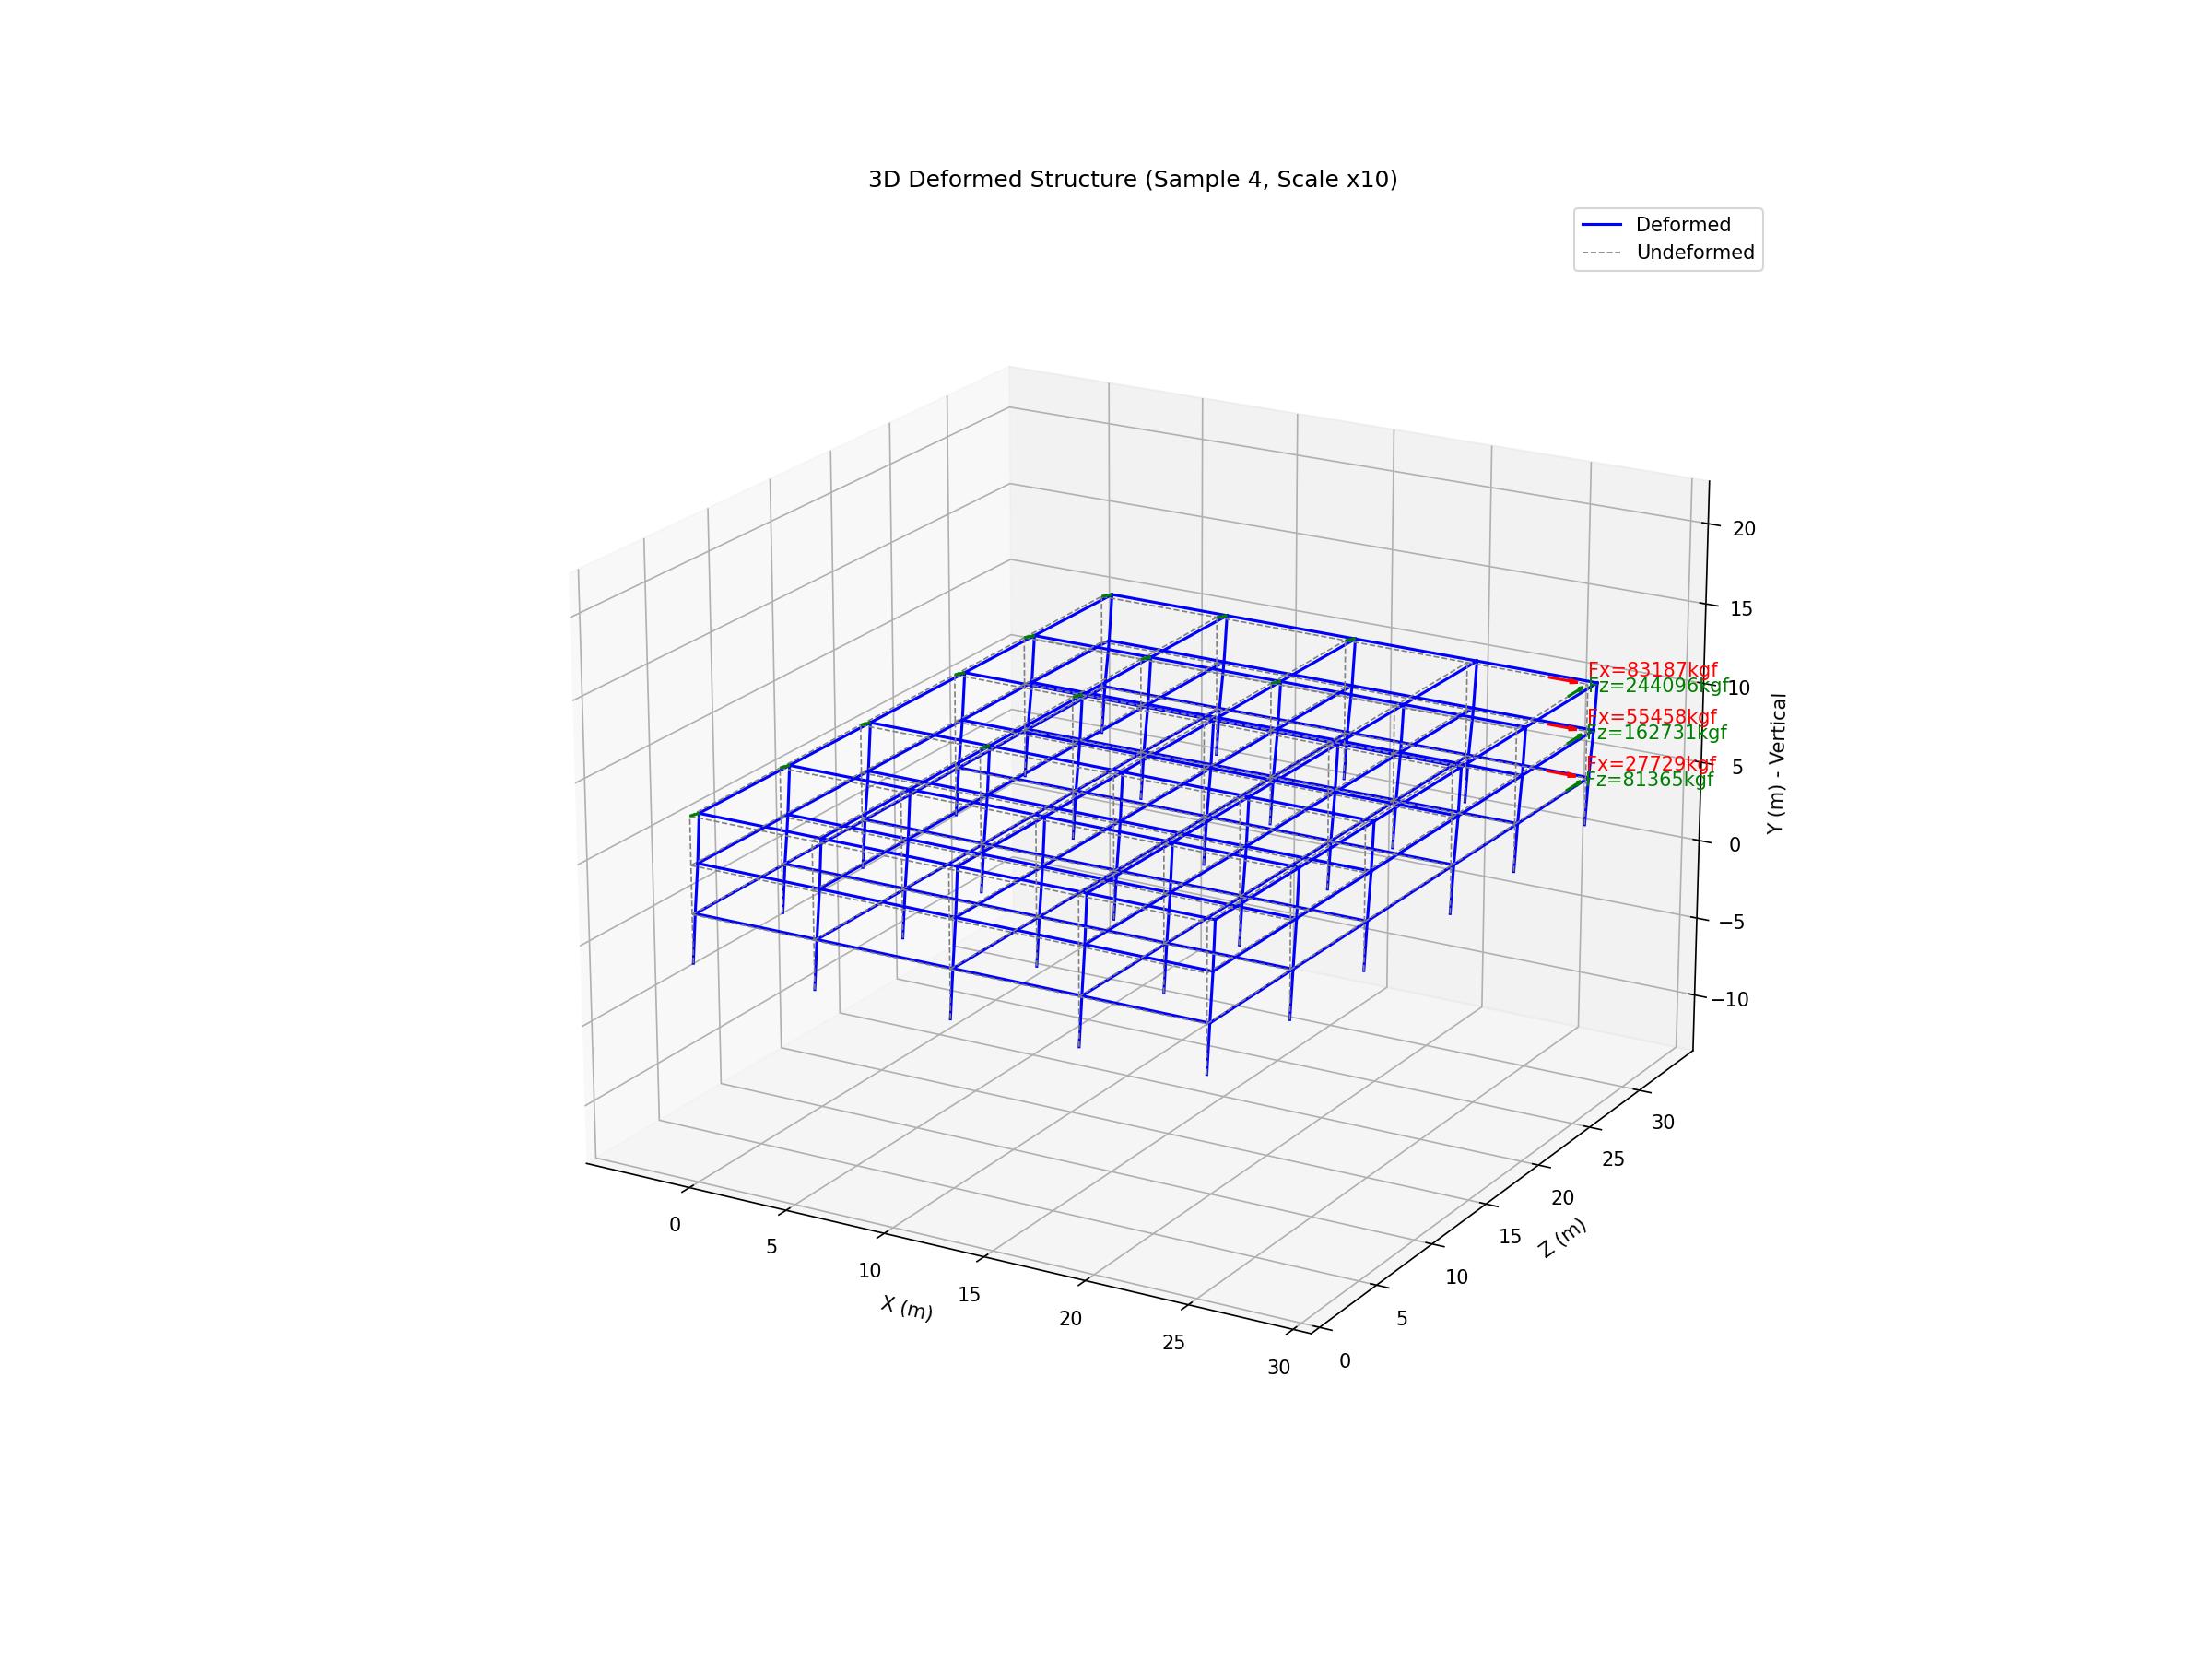 3D Deformed Structure (Sample 4, Scale x10)
Deformed
Undeformed
Fx=83187kgf
Fz=244096kgf
Fx=55458kgf
Fz=162731kgf
Fx=27729kgf
Fz=81365kgf
20
15
10
5
0
−5
−10
Y (m) - Vertical
0
5
10
15
20
25
30
X (m)
0
5
10
15
20
25
30
Z (m)